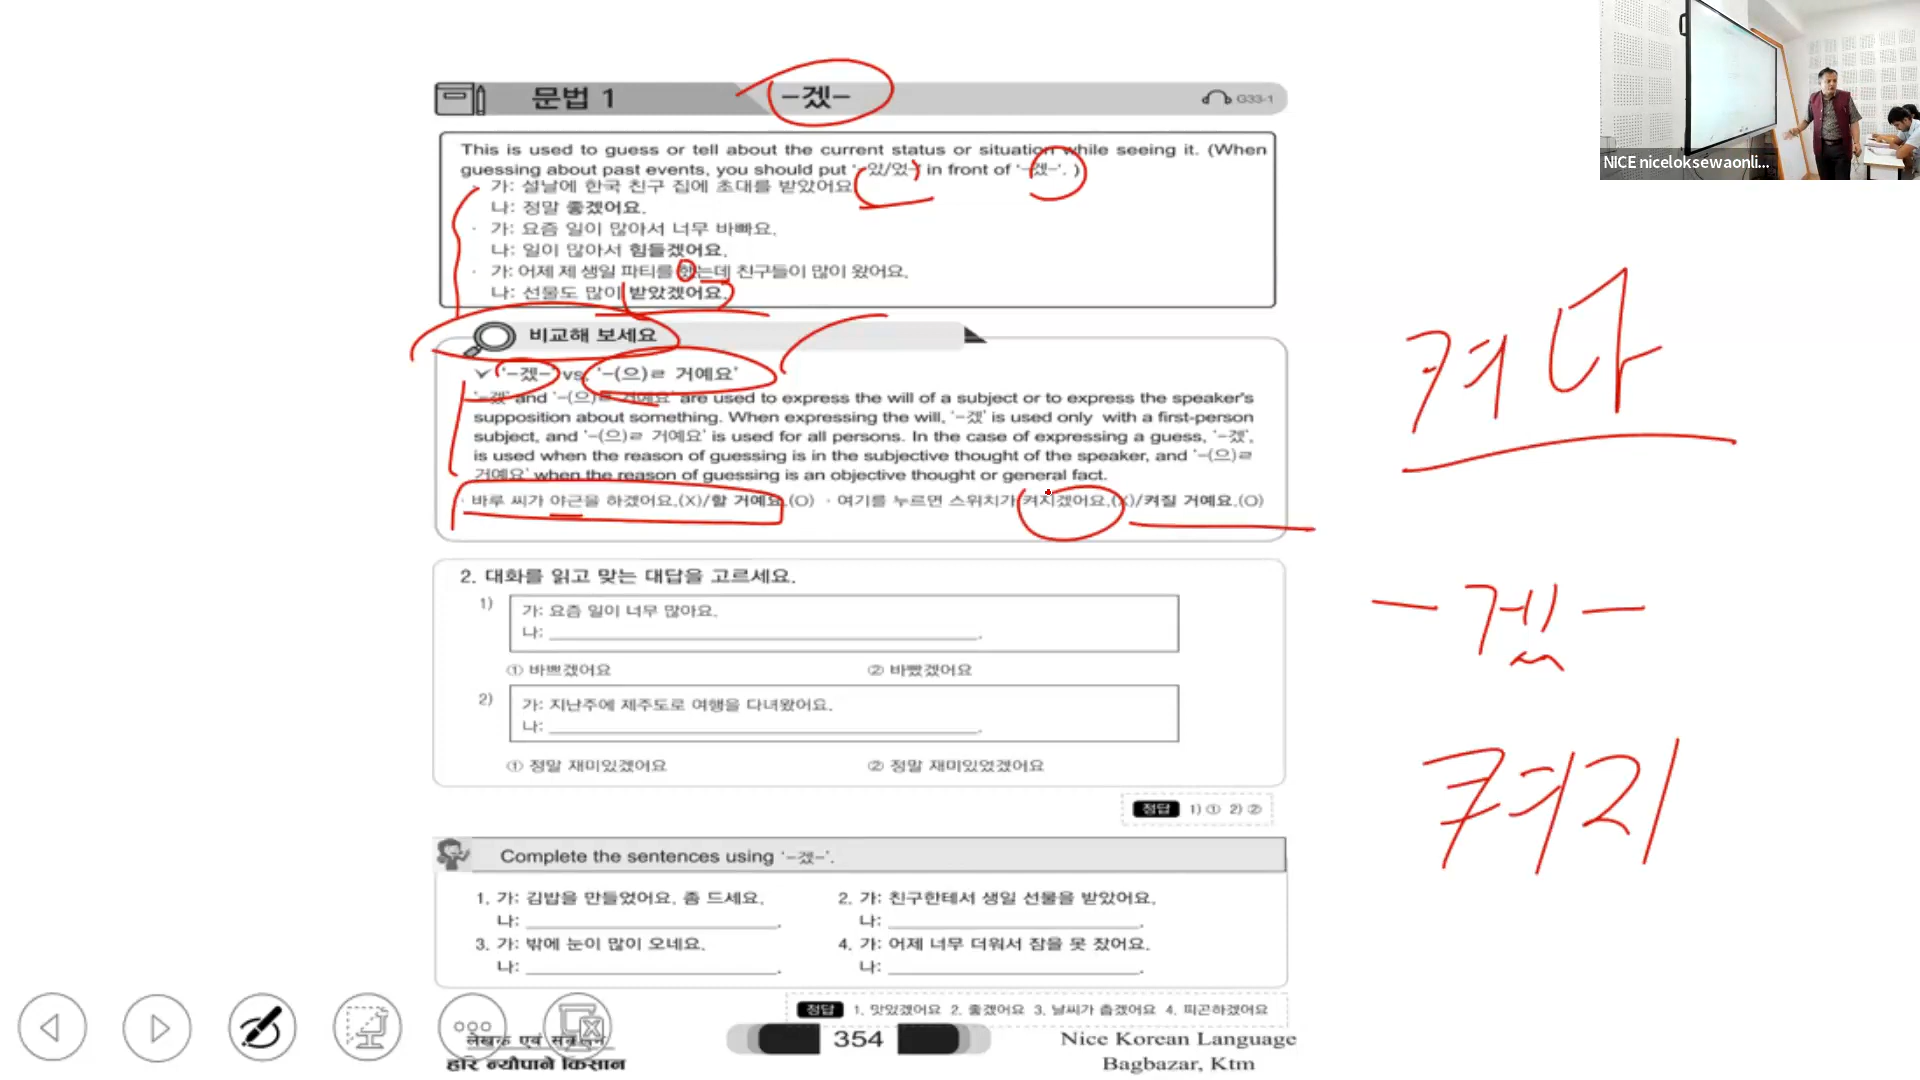 문법 1 -겠- G33-1
This is used to guess or tell about the current status or situation while seeing it. (When
guessing about past events, you should put '-았/었-' in front of '-겠-'. )
· 가: 설날에 한국 친구 집에 초대를 받았어요.
나: 정말 좋겠어요.
· 가: 요즘 일이 많아서 너무 바빠요.
나: 일이 많아서 힘들겠어요.
· 가: 어제 제 생일 파티를 했는데 친구들이 많이 왔어요.
나: 선물도 많이 받았겠어요.
비교해 보세요
'-겠-' vs. '-(으)ㄹ 거예요'
'-겠' and '-(으)ㄹ 거예요' are used to express the will of a subject or to express the speaker's
supposition about something. When expressing the will, '-겠' is used only with a first-person
subject, and '-(으)ㄹ 거예요' is used for all persons. In the case of expressing a guess, '-겠',
is used when the reason of guessing is in the subjective thought of the speaker, and '-(으)ㄹ
거예요' when the reason of guessing is an objective thought or general fact.
· 바루 씨가 야근을 하겠어요.(X)/할 거예요.(O) · 여기를 누르면 스위치가 켜지겠어요.(X)/켜질 거예요.(O)
2. 대화를 읽고 맞는 대답을 고르세요.
1) 가: 요즘 일이 너무 많아요.
나: .
① 바쁘겠어요 ② 바빴겠어요
2) 가: 지난주에 제주도로 여행을 다녀왔어요.
나: .
① 정말 재미있겠어요 ② 정말 재미있었겠어요
정답 1) ① 2) ②
Complete the sentences using '-겠-'.
1. 가: 김밥을 만들었어요. 좀 드세요. 2. 가: 친구한테서 생일 선물을 받았어요.
나: . 나: .
3. 가: 밖에 눈이 많이 오네요. 4. 가: 어제 너무 더워서 잠을 못 잤어요.
나: . 나: .
정답 1. 맛있겠어요 2. 좋겠어요 3. 날씨가 춥겠어요 4. 피곤하겠어요
लेखक एवं संकलन
हरि न्यौपाने किसान
354
Nice Korean Language
Bagbazar, Ktm
켜다
-겠-
켜지
NICE niceloksewaonli...